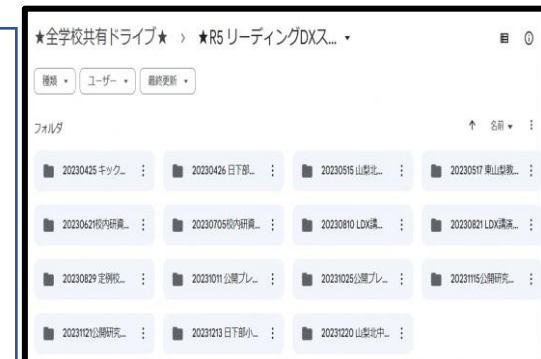 ★全学校共有ドライブ★ › ★R5 リーディングDXス...
種類 ユーザー 最終更新
フォルダ 名前
20230425 キック... 20230426 日下部... 20230515 山梨北... 20230517 東山梨教...
20230621校内研資... 20230705校内研資... 20230810 LDX講... 20230821 LDX講演...
20230829 定例校... 20231011 公開プレ... 20231025公開プレ... 20231115公開研究...
20231121公開研究... 20231213 日下部小... 20231220 山梨北中...